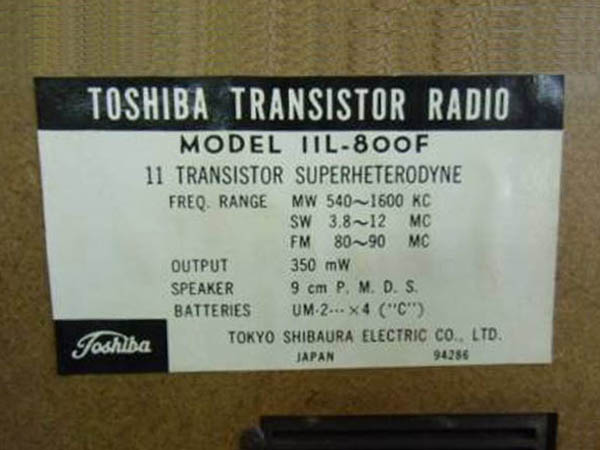 TOSHIBA TRANSISTOR RADIO
MODEL 11L-800F
11 TRANSISTOR SUPERHETERODYNE
FREQ. RANGE MW 540~1600 KC
SW 3.8~12 MC
FM 80~90 MC
OUTPUT 350 mW
SPEAKER 9 cm P. M. D. S.
BATTERIES UM-2···×4 ("C")
Toshiba
TOKYO SHIBAURA ELECTRIC CO., LTD.
JAPAN 94286